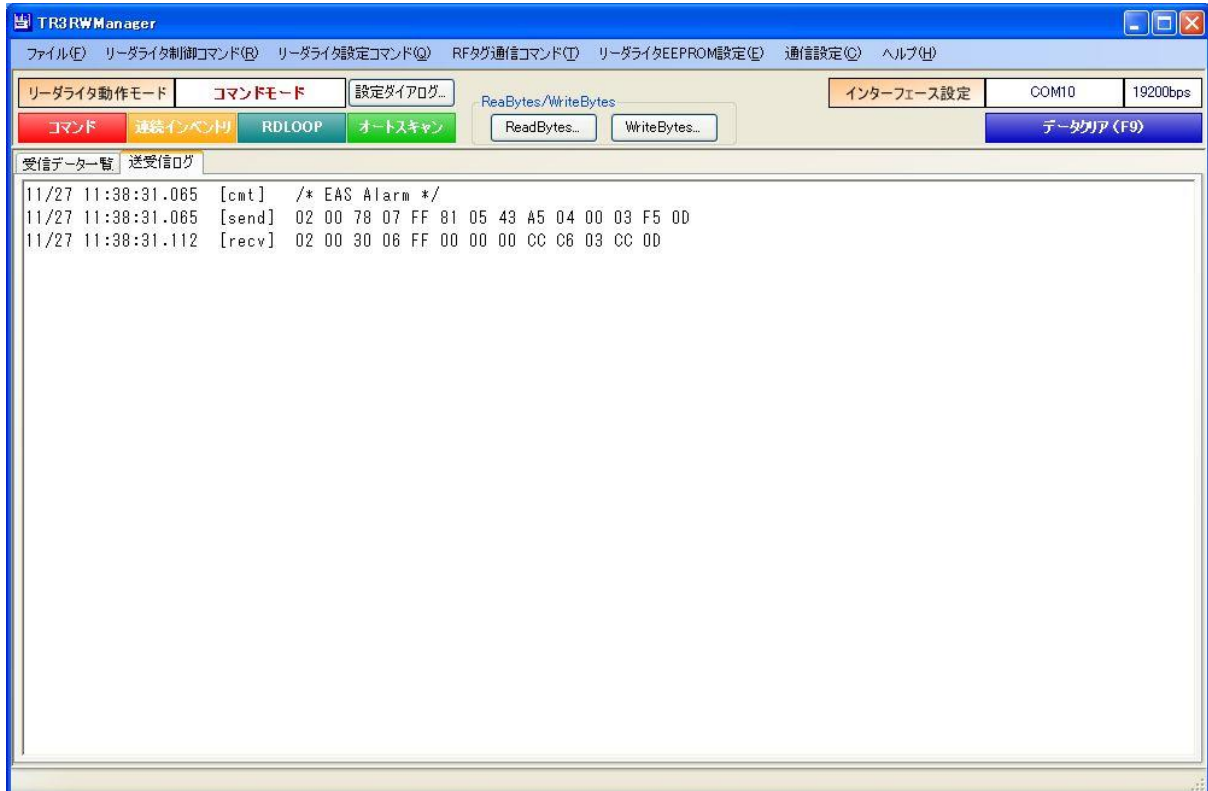 TR3RWManager
ファイル(F) リーダライタ制御コマンド(R) リーダライタ設定コマンド(Q) RFタグ通信コマンド(T) リーダライタEEPROM設定(E) 通信設定(C) ヘルプ(H)
リーダライタ動作モード コマンドモード 設定ダイアログ... ReaBytes/WriteBytes インターフェース設定 COM10 19200bps
コマンド 連続インベントリ RDLOOP オートスキャン ReadBytes... WriteBytes... データクリア(F9)
受信データ一覧 送受信ログ
11/27 11:38:31.065 [cmt] /* EAS Alarm */
11/27 11:38:31.065 [send] 02 00 78 07 FF 81 05 43 A5 04 00 03 F5 0D
11/27 11:38:31.112 [recv] 02 00 30 06 FF 00 00 00 CC C6 03 CC 0D